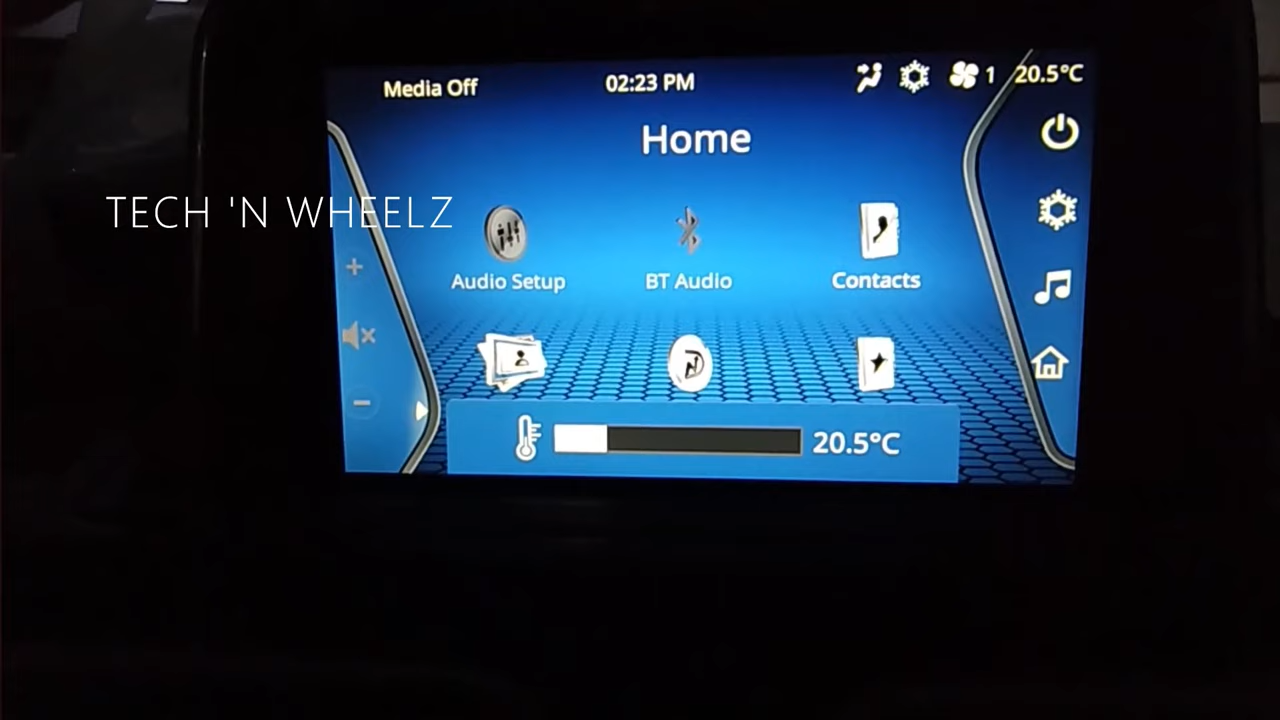 Media Off
02:23 PM
1
20.5°C
Home
TECH 'N WHEELZ
Audio Setup
BT Audio
Contacts
20.5°C